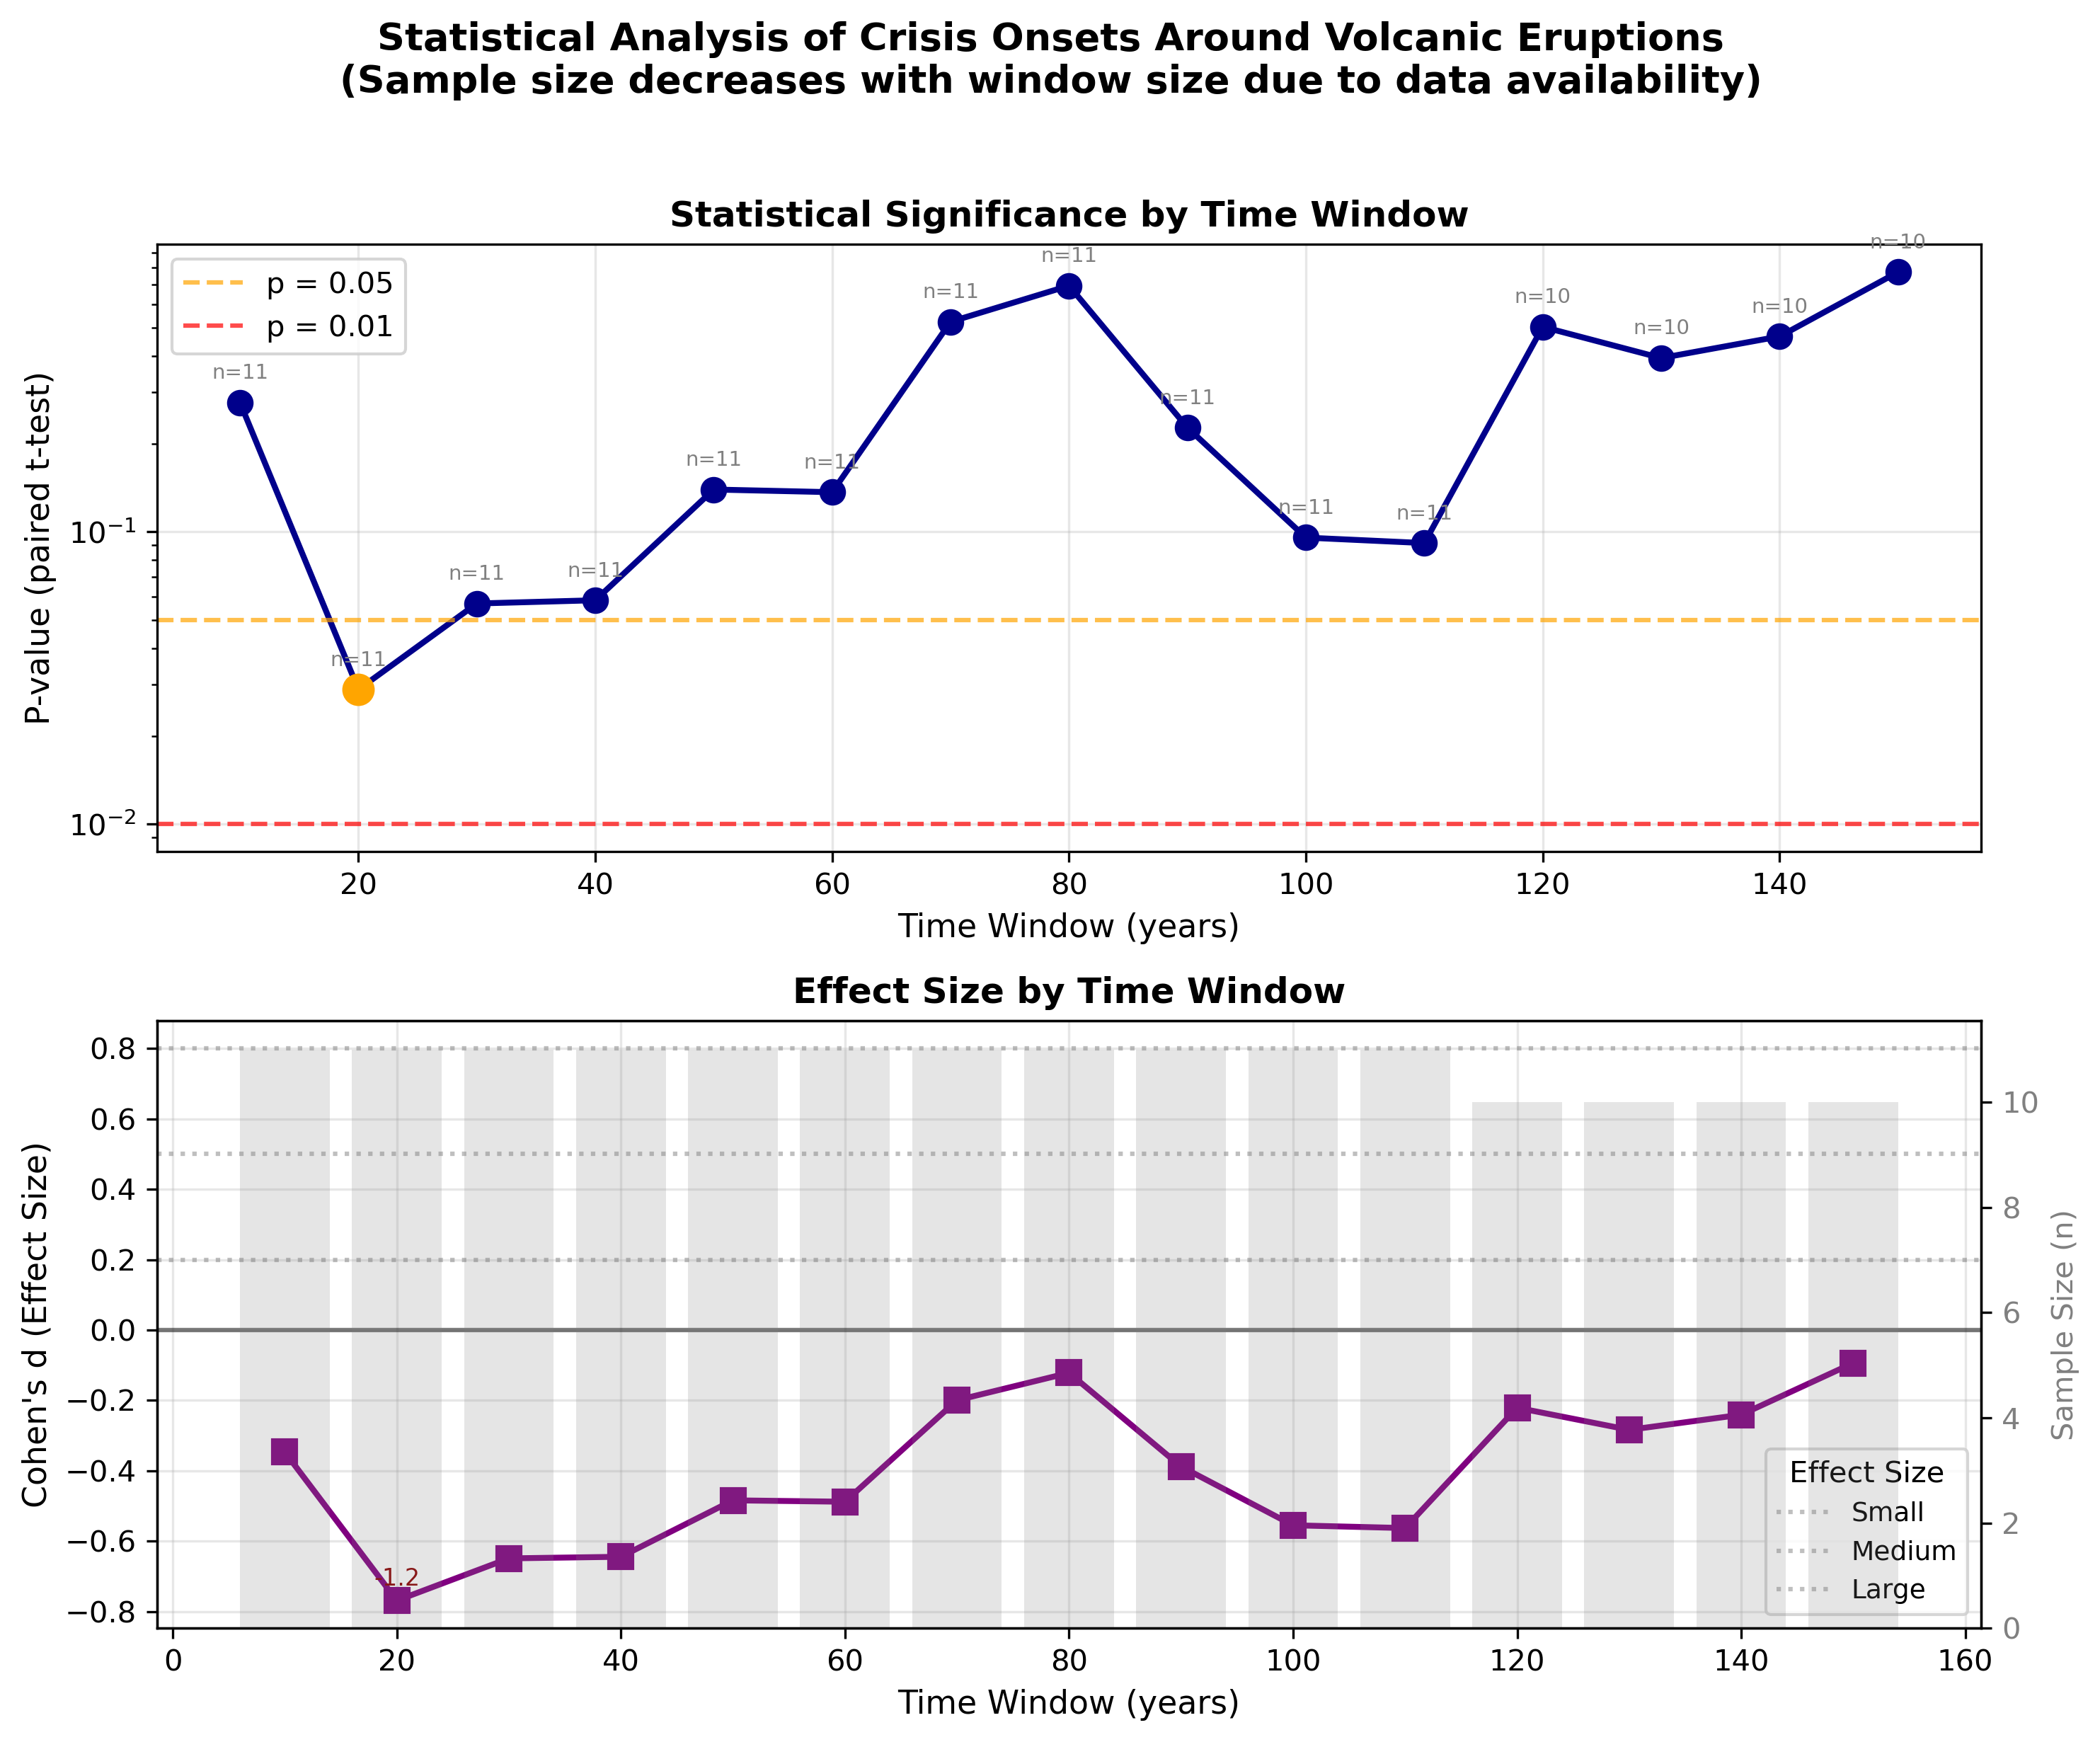 Statistical Analysis of Crisis Onsets Around Volcanic Eruptions
(Sample size decreases with window size due to data availability)
Statistical Significance by Time Window
p = 0.05
p = 0.01
n=11
n=11
n=11
n=11
n=11
n=11
n=11
n=11
n=11
n=11
n=11
n=10
n=10
n=10
n=10
P-value (paired t-test)
10⁻¹
10⁻²
20 40 60 80 100 120 140
Time Window (years)
Effect Size by Time Window
Cohen's d (Effect Size)
0.8
0.6
0.4
0.2
0.0
−0.2
−0.4
−0.6
−0.8
-1.2
10
8
6
4
2
0
Sample Size (n)
Effect Size
Small
Medium
Large
0 20 40 60 80 100 120 140 160
Time Window (years)